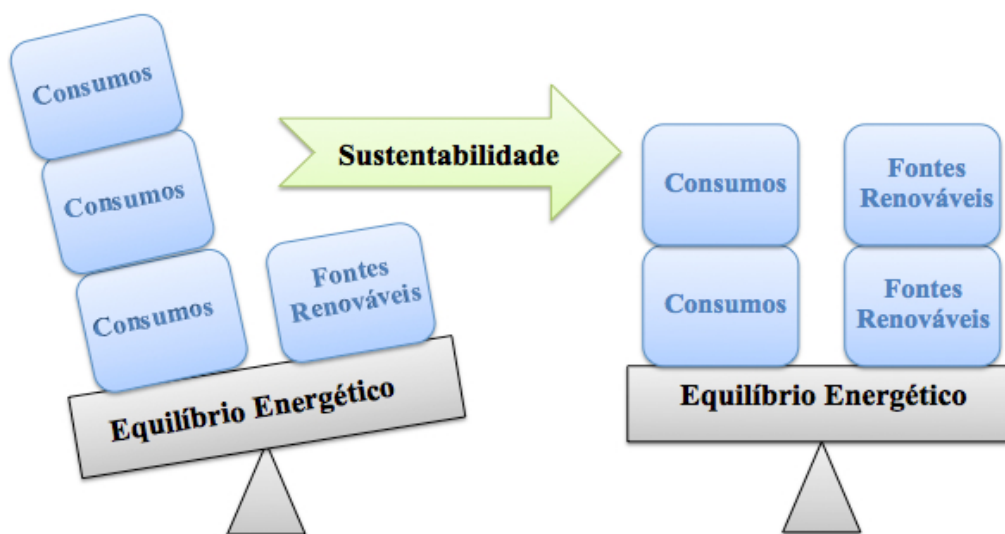 Consumos
Consumos
Consumos
Fontes
Renováveis
Equilíbrio Energético
Sustentabilidade
Consumos
Fontes
Renováveis
Consumos
Fontes
Renováveis
Equilíbrio Energético